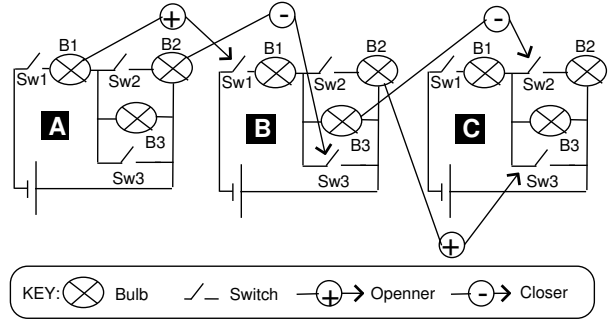 + - -
B1 B2 B1 B2 B1 B2
Sw1 Sw2 Sw1 Sw2 Sw1 Sw2
A B C
B3 B3 B3
Sw3 Sw3 Sw3
+
KEY: Bulb Switch + Openner - Closer